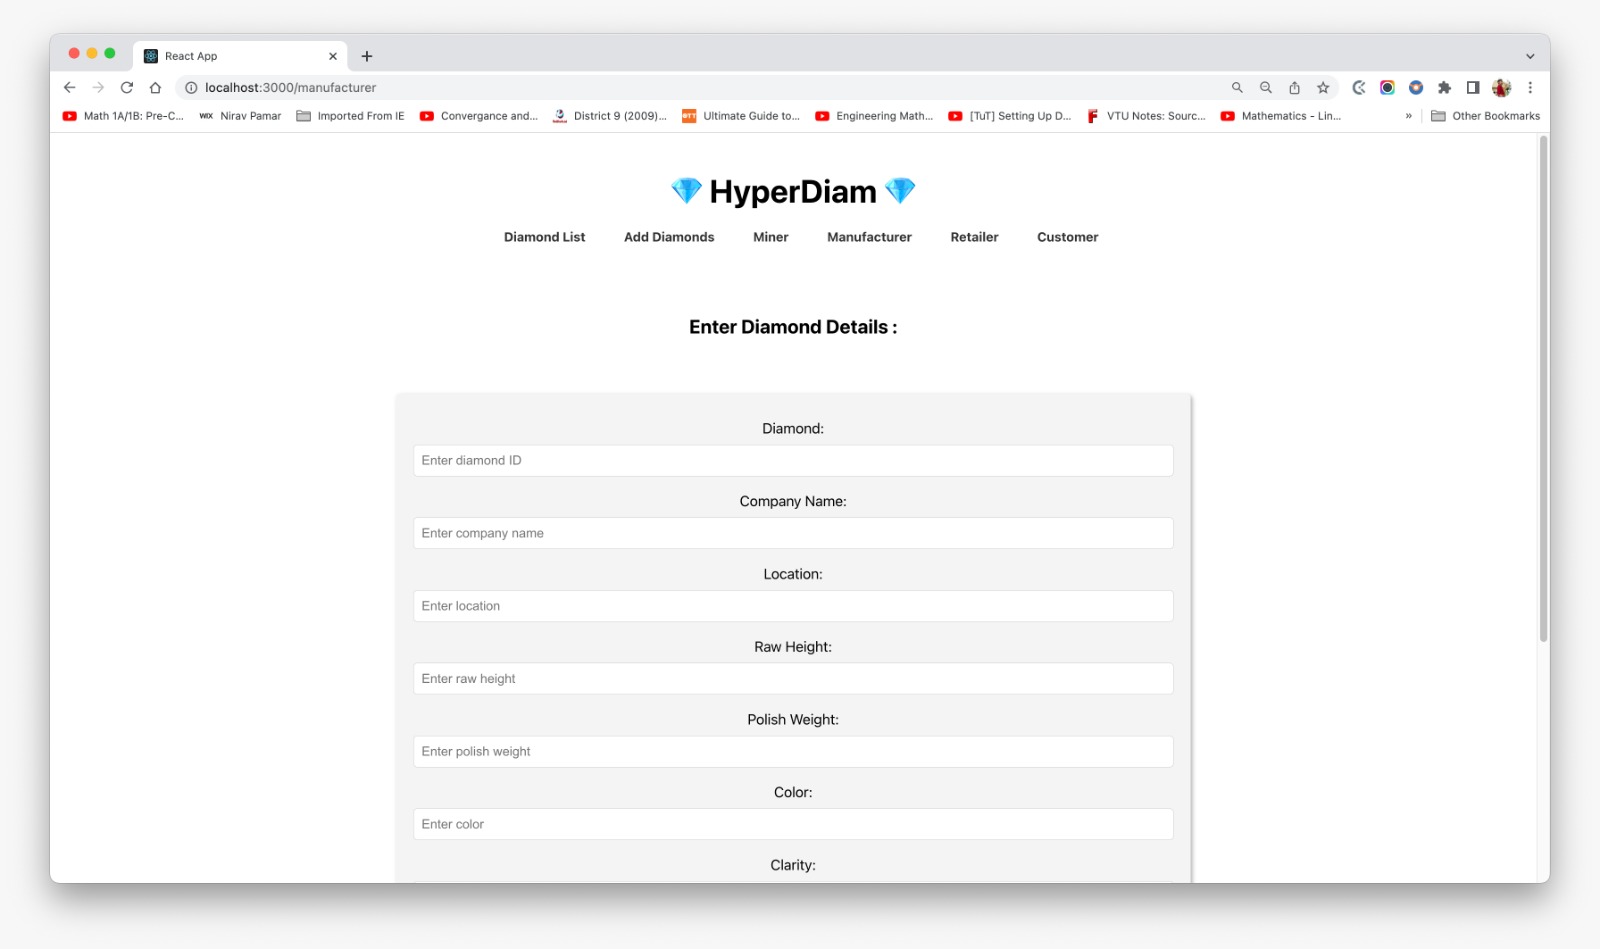 React App
localhost:3000/manufacturer
Math 1A/1B: Pre-C... WIX Nirav Pamar Imported From IE Convergance and... District 9 (2009)... OTT Ultimate Guide to... Engineering Math... [TuT] Setting Up D... VTU Notes: Sourc... Mathematics - Lin... » Other Bookmarks
💎 HyperDiam 💎
Diamond List Add Diamonds Miner Manufacturer Retailer Customer
Enter Diamond Details :
Diamond:
Enter diamond ID
Company Name:
Enter company name
Location:
Enter location
Raw Height:
Enter raw height
Polish Weight:
Enter polish weight
Color:
Enter color
Clarity: